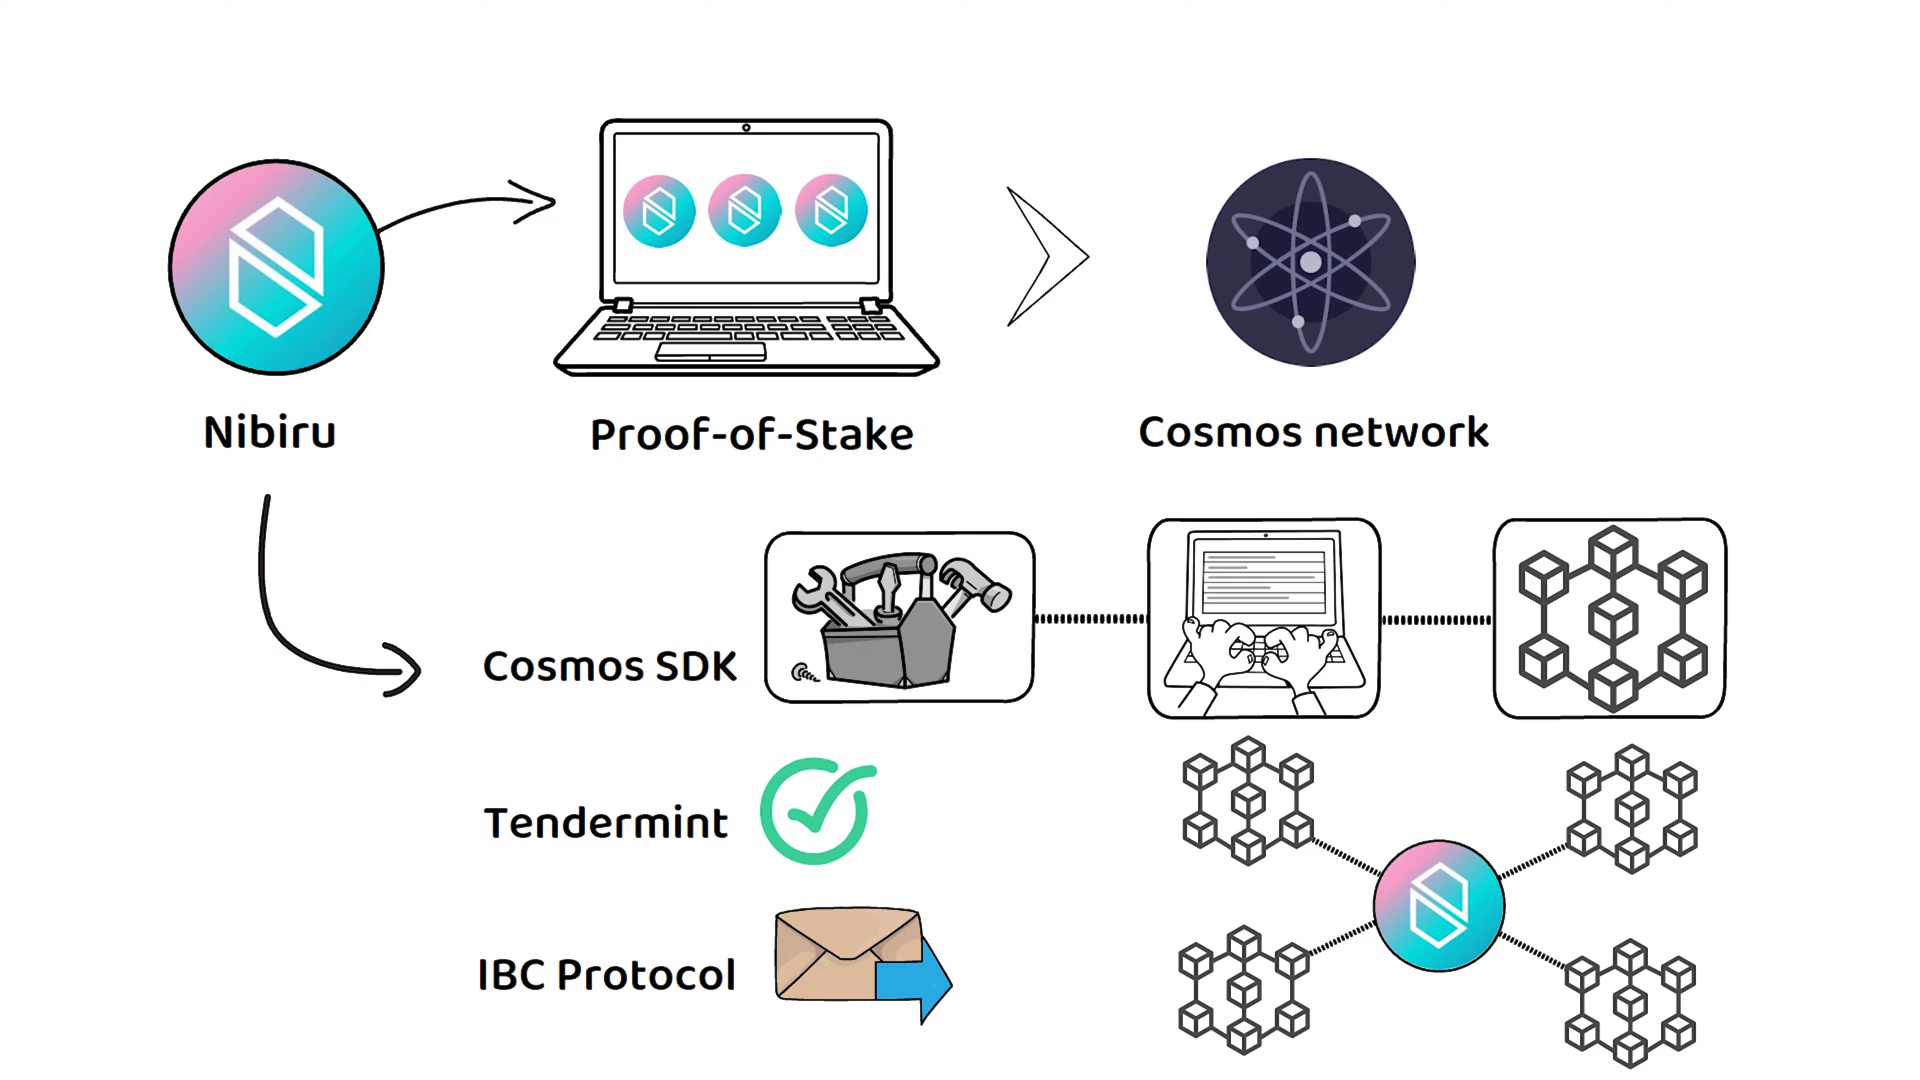 Nibiru
Proof-of-Stake
Cosmos network
Cosmos SDK
Tendermint
IBC Protocol